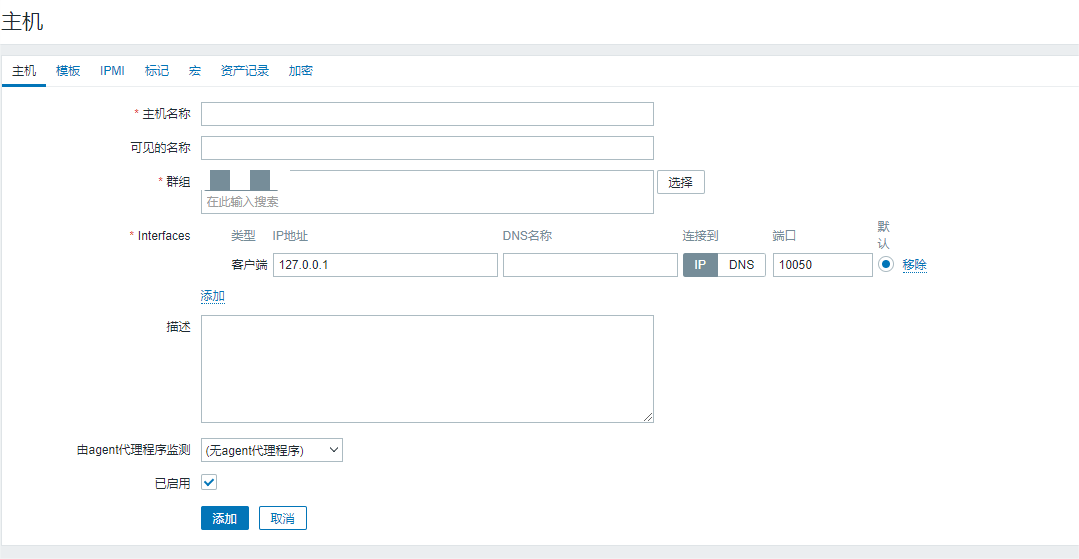 主机
主机 模板 IPMI 标记 宏 资产记录 加密
* 主机名称
可见的名称
* 群组
在此输入搜索
选择
* Interfaces 类型 IP地址 DNS名称 连接到 端口 默认
客户端 127.0.0.1 IP DNS 10050 移除
添加
描述
由agent代理程序监测 (无agent代理程序)
已启用
添加 取消